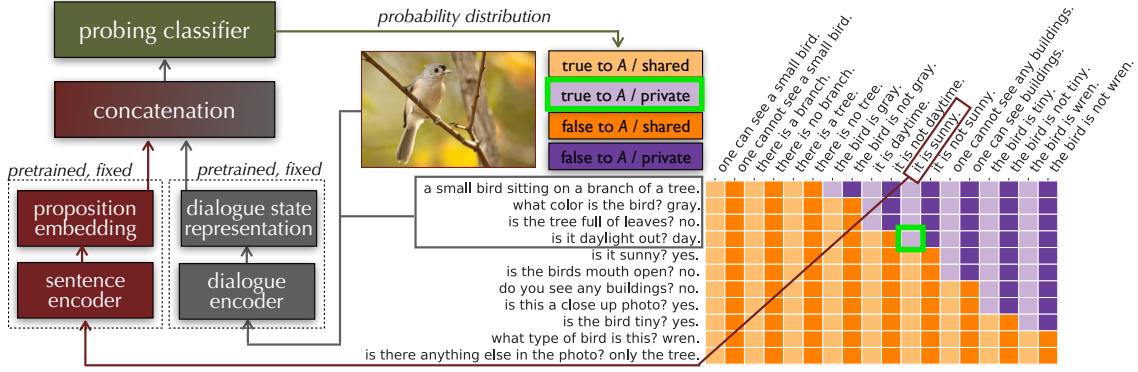 probing classifier
probability distribution
concatenation
true to A / shared
true to A / private
false to A / shared
false to A / private
pretrained, fixed
pretrained, fixed
proposition
embedding
dialogue state
representation
sentence
encoder
dialogue
encoder
one can see a small bird.
one cannot see a small bird.
there is a branch.
there is no branch.
there is a tree.
there is no tree.
the bird is gray.
the bird is not gray.
it is daytime.
it is not daytime.
it is sunny.
it is not sunny.
one cannot see any buildings.
one can see buildings.
the bird is tiny.
the bird is not tiny.
the bird is wren.
the bird is not wren.
a small bird sitting on a branch of a tree.
what color is the bird? gray.
is the tree full of leaves? no.
is it daylight out? day.
is it sunny? yes.
is the birds mouth open? no.
do you see any buildings? no.
is this a close up photo? yes.
is the bird tiny? yes.
what type of bird is this? wren.
is there anything else in the photo? only the tree.